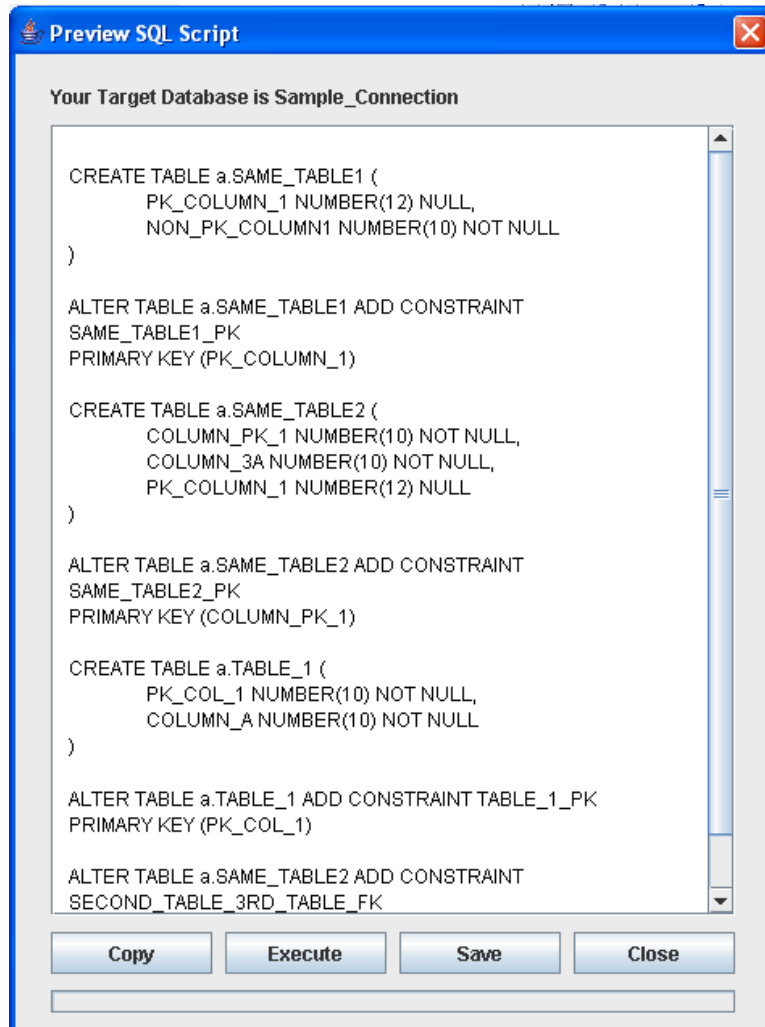 Preview SQL Script
Your Target Database is Sample_Connection
CREATE TABLE a.SAME_TABLE1 (
PK_COLUMN_1 NUMBER(12) NULL,
NON_PK_COLUMN1 NUMBER(10) NOT NULL
)
ALTER TABLE a.SAME_TABLE1 ADD CONSTRAINT
SAME_TABLE1_PK
PRIMARY KEY (PK_COLUMN_1)
CREATE TABLE a.SAME_TABLE2 (
COLUMN_PK_1 NUMBER(10) NOT NULL,
COLUMN_3A NUMBER(10) NOT NULL,
PK_COLUMN_1 NUMBER(12) NULL
)
ALTER TABLE a.SAME_TABLE2 ADD CONSTRAINT
SAME_TABLE2_PK
PRIMARY KEY (COLUMN_PK_1)
CREATE TABLE a.TABLE_1 (
PK_COL_1 NUMBER(10) NOT NULL,
COLUMN_A NUMBER(10) NOT NULL
)
ALTER TABLE a.TABLE_1 ADD CONSTRAINT TABLE_1_PK
PRIMARY KEY (PK_COL_1)
ALTER TABLE a.SAME_TABLE2 ADD CONSTRAINT
SECOND_TABLE_3RD_TABLE_FK
Copy Execute Save Close